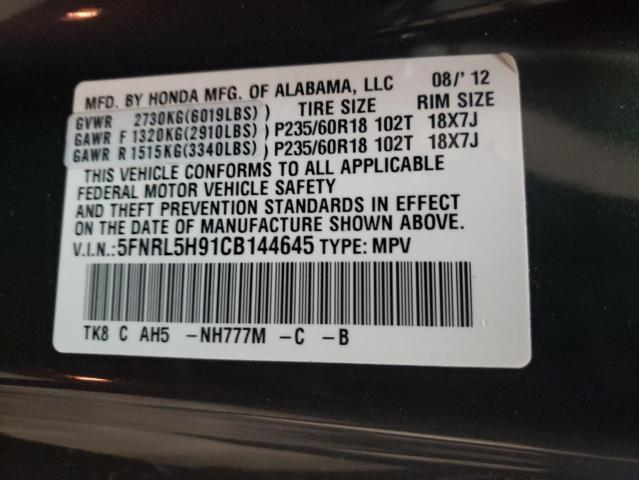 MFD. BY HONDA MFG. OF ALABAMA, LLC 08/'12
GVWR 2730KG(6019LBS) TIRE SIZE RIM SIZE
GAWR F 1320KG(2910LBS) P235/60R18 102T 18X7J
GAWR R 1515KG(3340LBS) P235/60R18 102T 18X7J
THIS VEHICLE CONFORMS TO ALL APPLICABLE
FEDERAL MOTOR VEHICLE SAFETY
AND THEFT PREVENTION STANDARDS IN EFFECT
ON THE DATE OF MANUFACTURE SHOWN ABOVE.
V.I.N.:5FNRL5H91CB144645 TYPE: MPV
TK8 C AH5 -NH777M -C -B